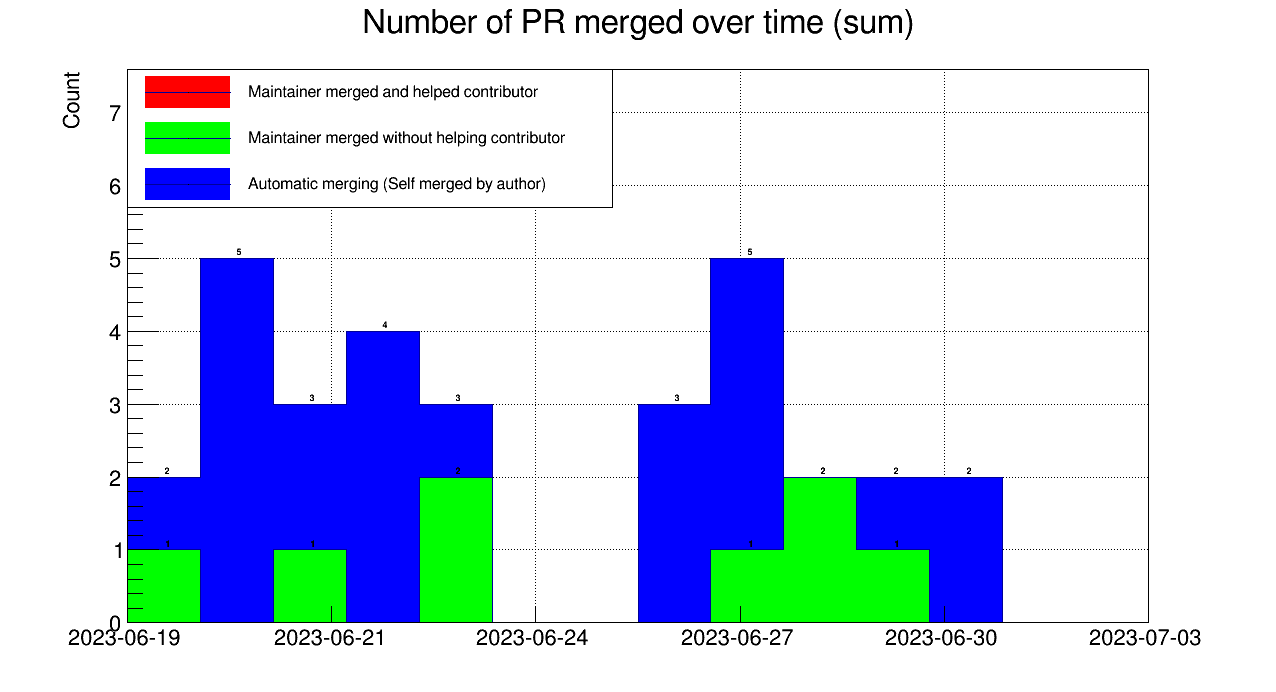 Number of PR merged over time (sum)
Count
Maintainer merged and helped contributor
Maintainer merged without helping contributor
Automatic merging (Self merged by author)
7
6
5
4
3
2
1
0
5 5
4
3 3 3
2 2 2 2 2
1 1 1 1
2023-06-19 2023-06-21 2023-06-24 2023-06-27 2023-06-30 2023-07-03